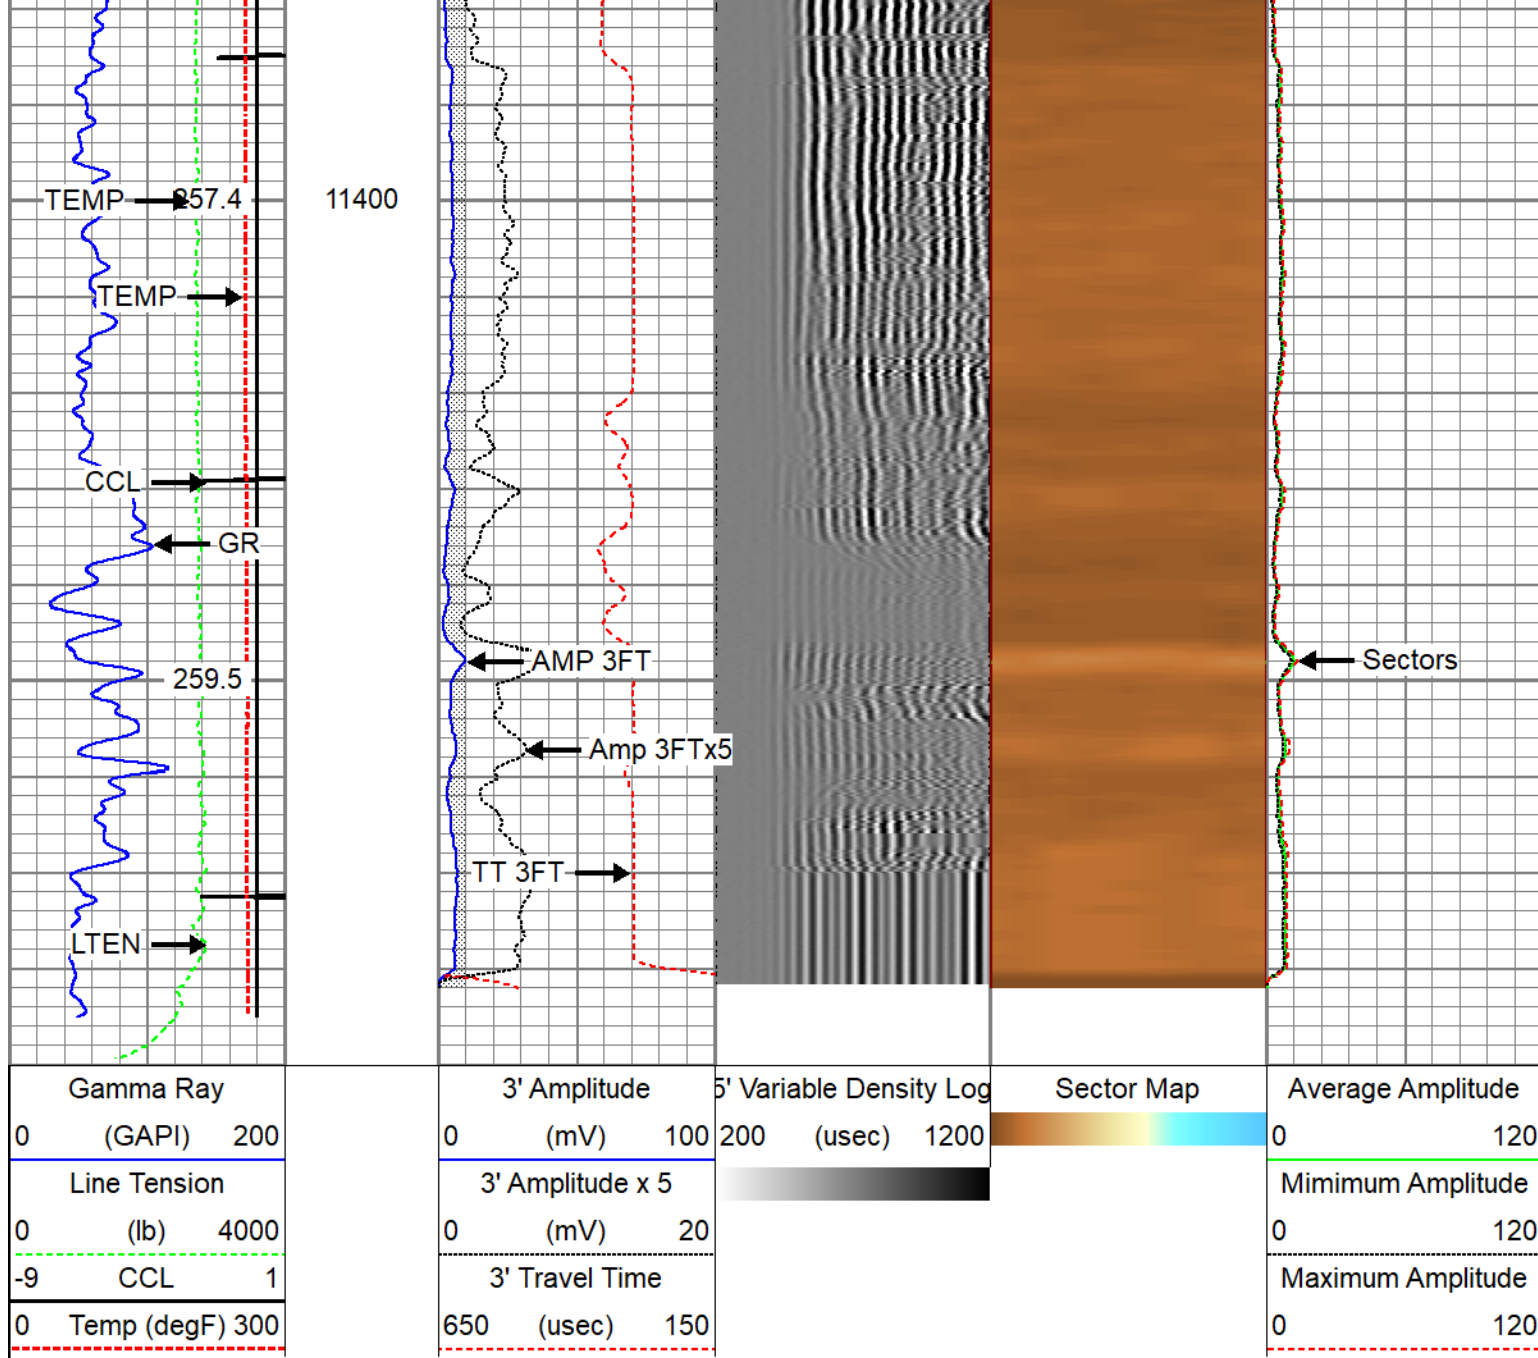 TEMP 257.4 11400
TEMP
CCL
GR
AMP 3FT Sectors
259.5
Amp 3FTx5
TT 3FT
LTEN
Gamma Ray
0 (GAPI) 200
Line Tension
0 (lb) 4000
-9 CCL 1
0 Temp (degF) 300
3' Amplitude
0 (mV) 100
3' Amplitude x 5
0 (mV) 20
3' Travel Time
650 (usec) 150
5' Variable Density Log
200 (usec) 1200
Sector Map
Average Amplitude
0 120
Mimimum Amplitude
0 120
Maximum Amplitude
0 120